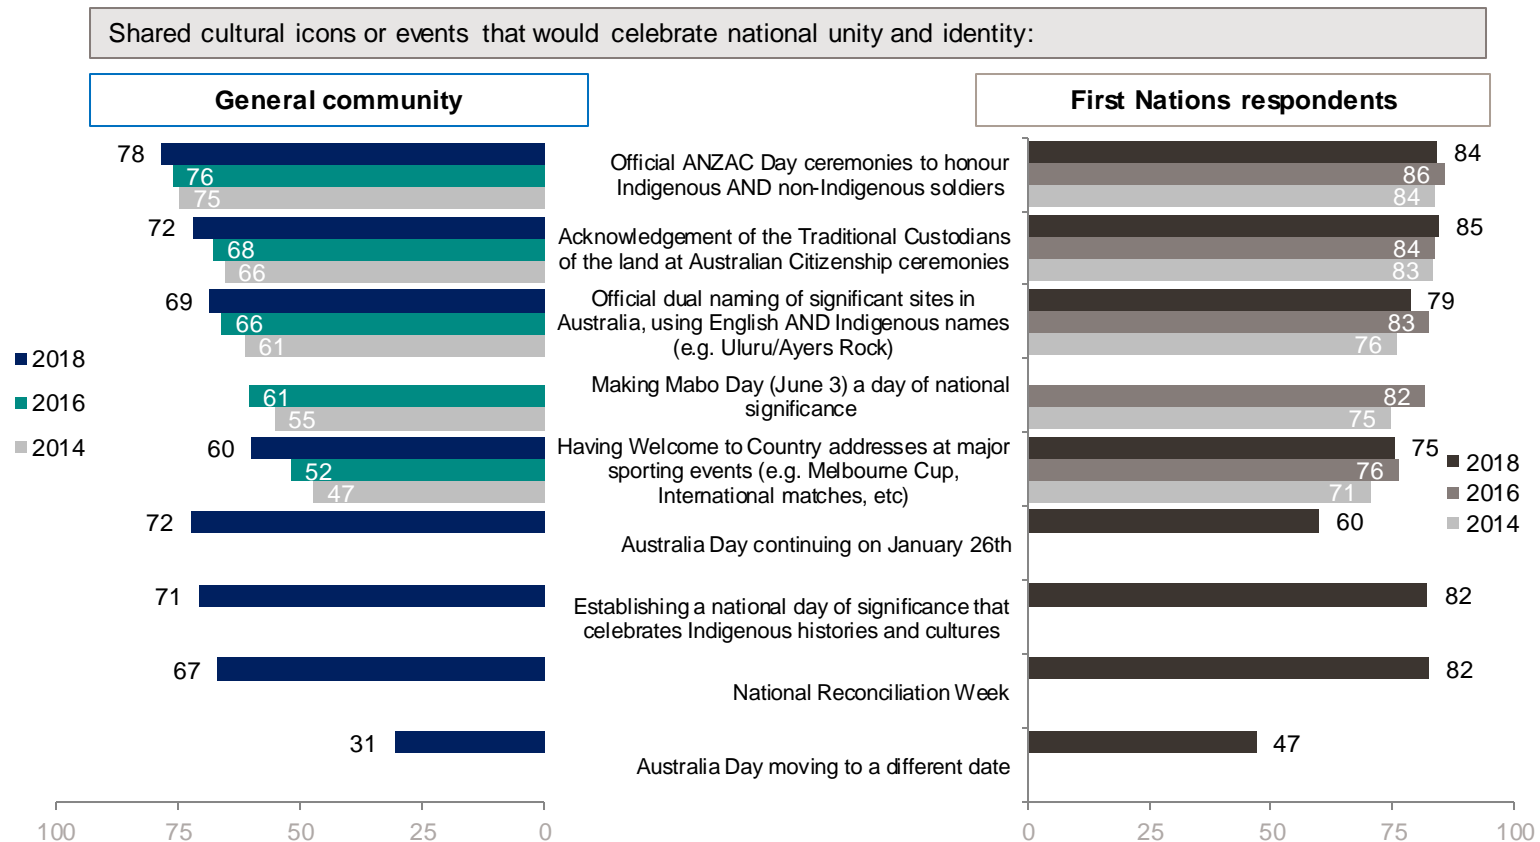 Shared cultural icons or events that would celebrate national unity and identity:
General community
First Nations respondents
78
76
75
Official ANZAC Day ceremonies to honour
Indigenous AND non-Indigenous soldiers
84
86
84
72
68
66
Acknowledgement of the Traditional Custodians
of the land at Australian Citizenship ceremonies
85
84
83
69
66
61
Official dual naming of significant sites in
Australia, using English AND Indigenous names
(e.g. Uluru/Ayers Rock)
79
83
76
2018
2016
2014
61
55
Making Mabo Day (June 3) a day of national
significance
82
75
60
52
47
Having Welcome to Country addresses at major
sporting events (e.g. Melbourne Cup,
International matches, etc)
75
76
71
2018
2016
2014
72
Australia Day continuing on January 26th
60
71
Establishing a national day of significance that
celebrates Indigenous histories and cultures
82
67
National Reconciliation Week
82
31
Australia Day moving to a different date
47
100 75 50 25 0
0 25 50 75 100